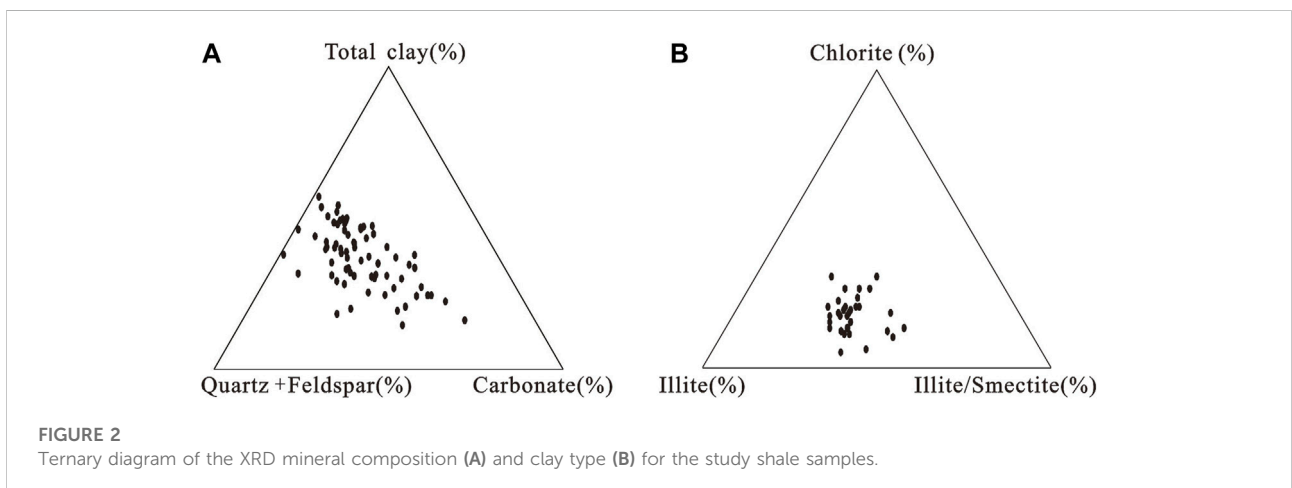 A
Total clay(%)
Quartz +Feldspar(%)
Carbonate(%)
B
Chlorite (%)
Illite(%)
Illite/Smectite(%)
FIGURE 2
Ternary diagram of the XRD mineral composition (A) and clay type (B) for the study shale samples.